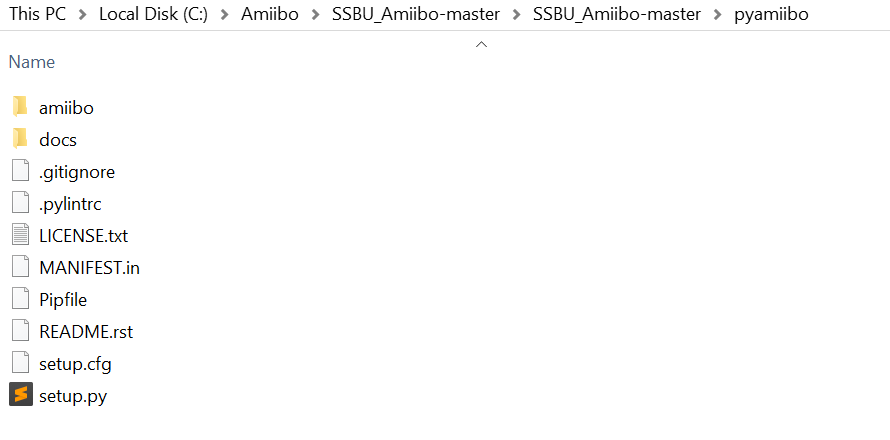 This PC > Local Disk (C:) > Amiibo > SSBU_Amiibo-master > SSBU_Amiibo-master > pyamiibo
Name
amiibo
docs
.gitignore
.pylintrc
LICENSE.txt
MANIFEST.in
Pipfile
README.rst
setup.cfg
setup.py